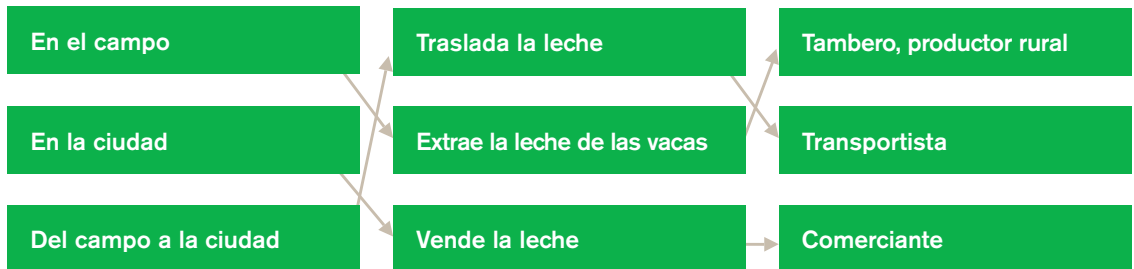 En el campo
Traslada la leche
Tambero, productor rural
En la ciudad
Extrae la leche de las vacas
Transportista
Del campo a la ciudad
Vende la leche
Comerciante